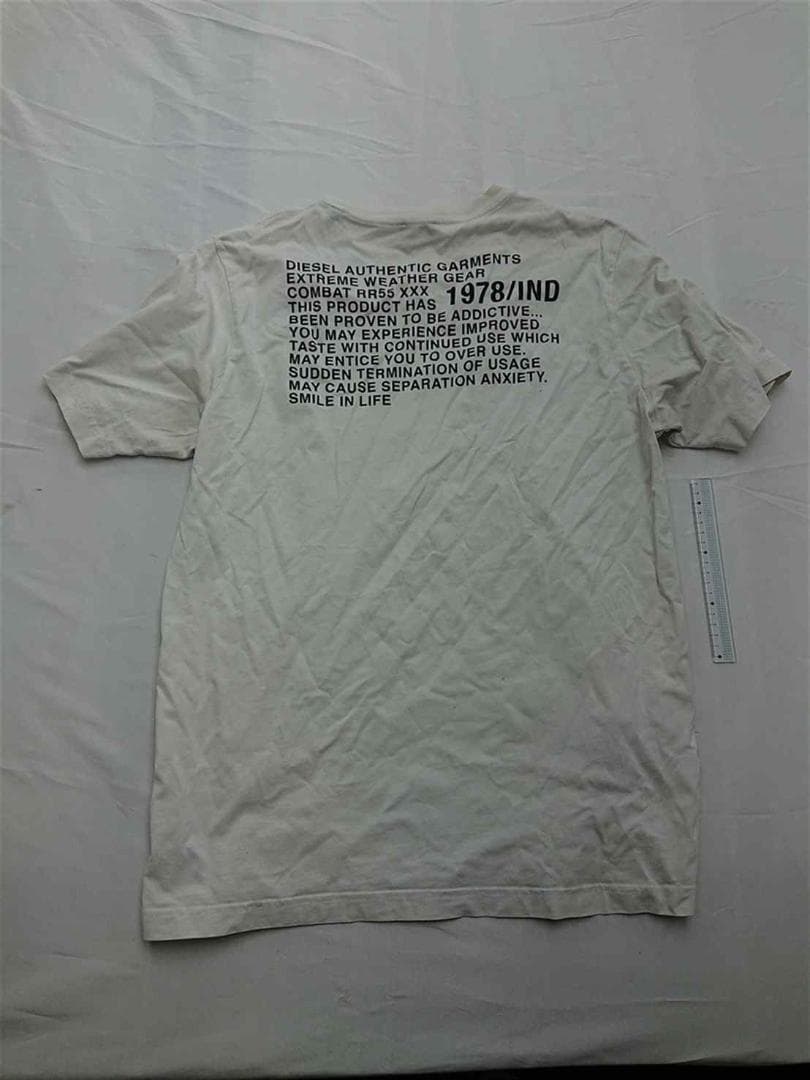 DIESEL AUTHENTIC GARMENTS
EXTREME WEATHER GEAR
COMBAT RR55 XXX 1978/IND
THIS PRODUCT HAS
BEEN PROVEN TO BE ADDICTIVE...
YOU MAY EXPERIENCE IMPROVED
TASTE WITH CONTINUED USE WHICH
MAY ENTICE YOU TO OVER USE.
SUDDEN TERMINATION OF USAGE
MAY CAUSE SEPARATION ANXIETY.
SMILE IN LIFE